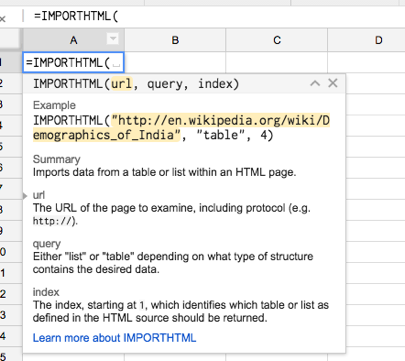 =IMPORTHTML(
A B C D
=IMPORTHTML(
1
2 IMPORTHTML(url, query, index)
Example
IMPORTHTML("http://en.wikipedia.org/wiki/D
emographics_of_India", "table", 4)
Summary
Imports data from a table or list within an HTML page.
url
The URL of the page to examine, including protocol (e.g.
http://).
query
Either "list" or "table" depending on what type of structure
contains the desired data.
index
The index, starting at 1, which identifies which table or list as
defined in the HTML source should be returned.
Learn more about IMPORTHTML